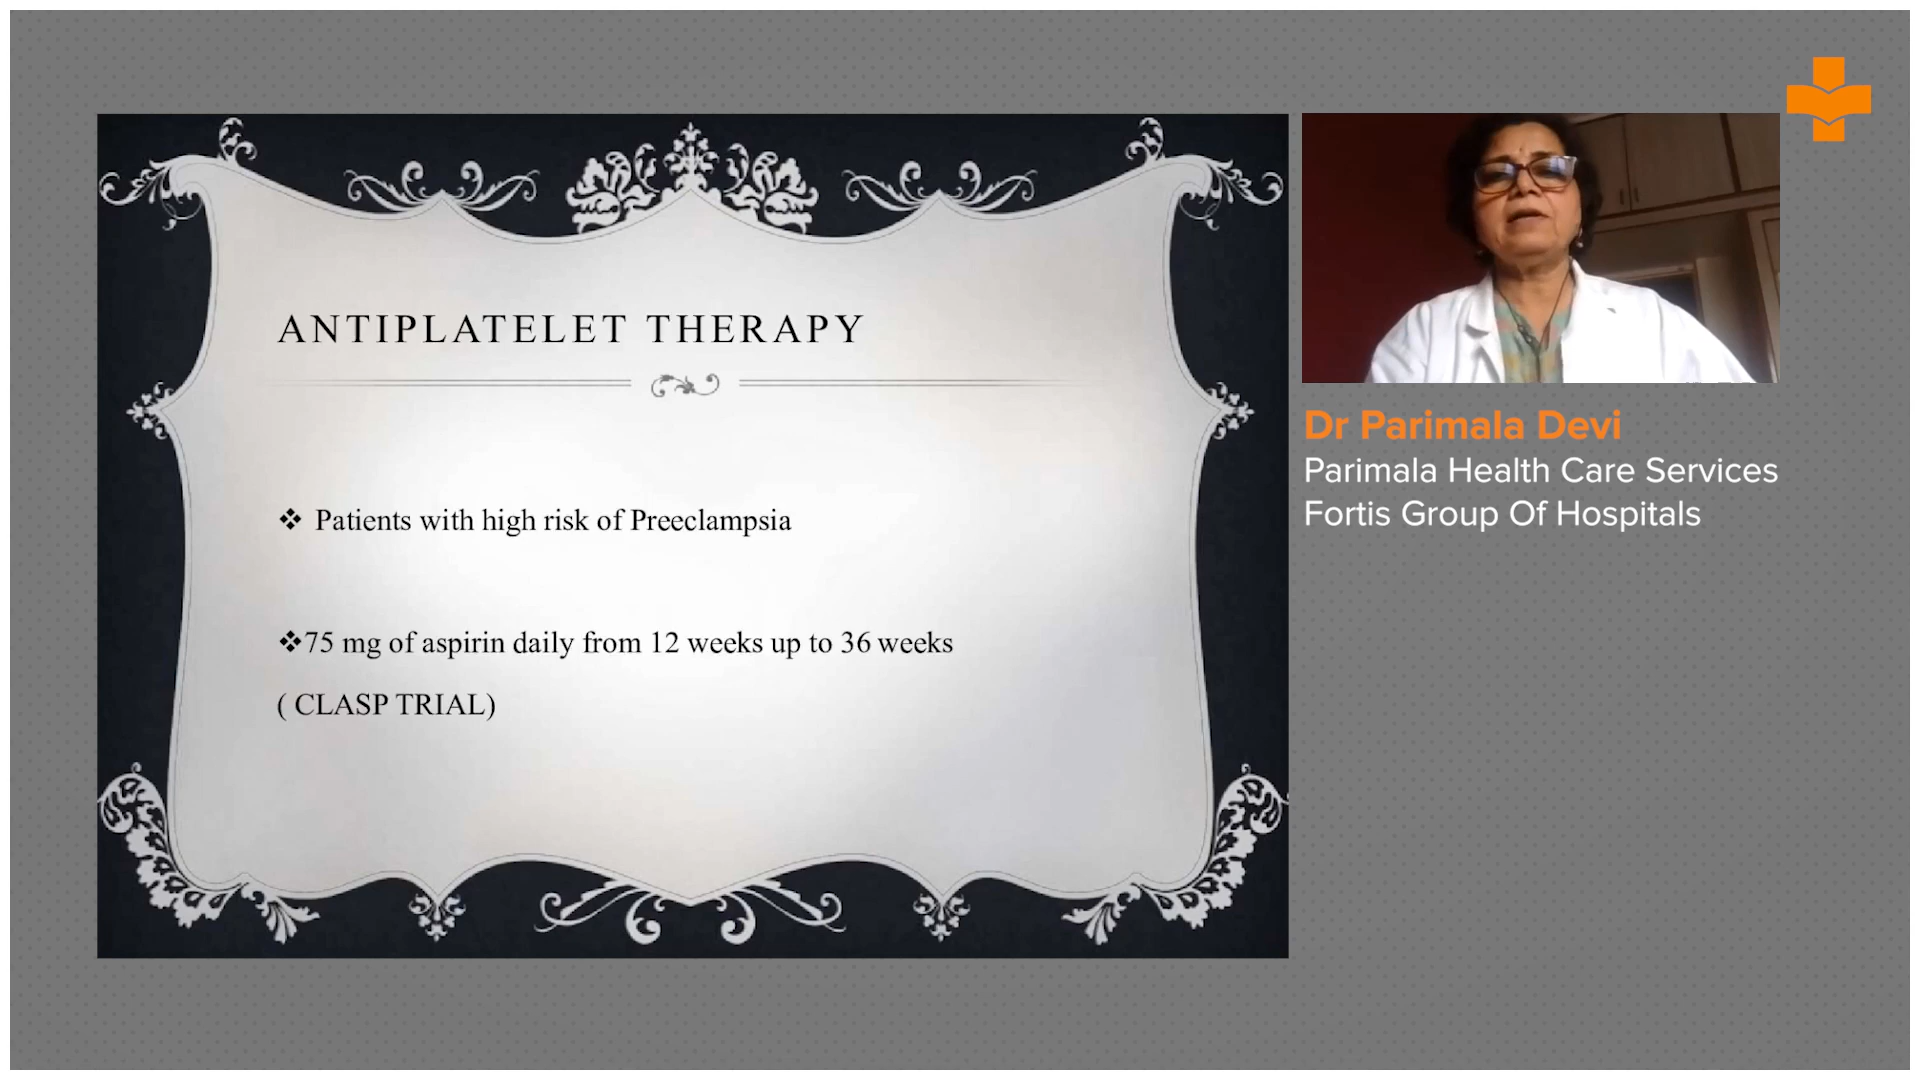 ANTIPLATELET THERAPY
❖ Patients with high risk of Preeclampsia
❖75 mg of aspirin daily from 12 weeks up to 36 weeks
( CLASP TRIAL)
Dr Parimala Devi
Parimala Health Care Services
Fortis Group Of Hospitals